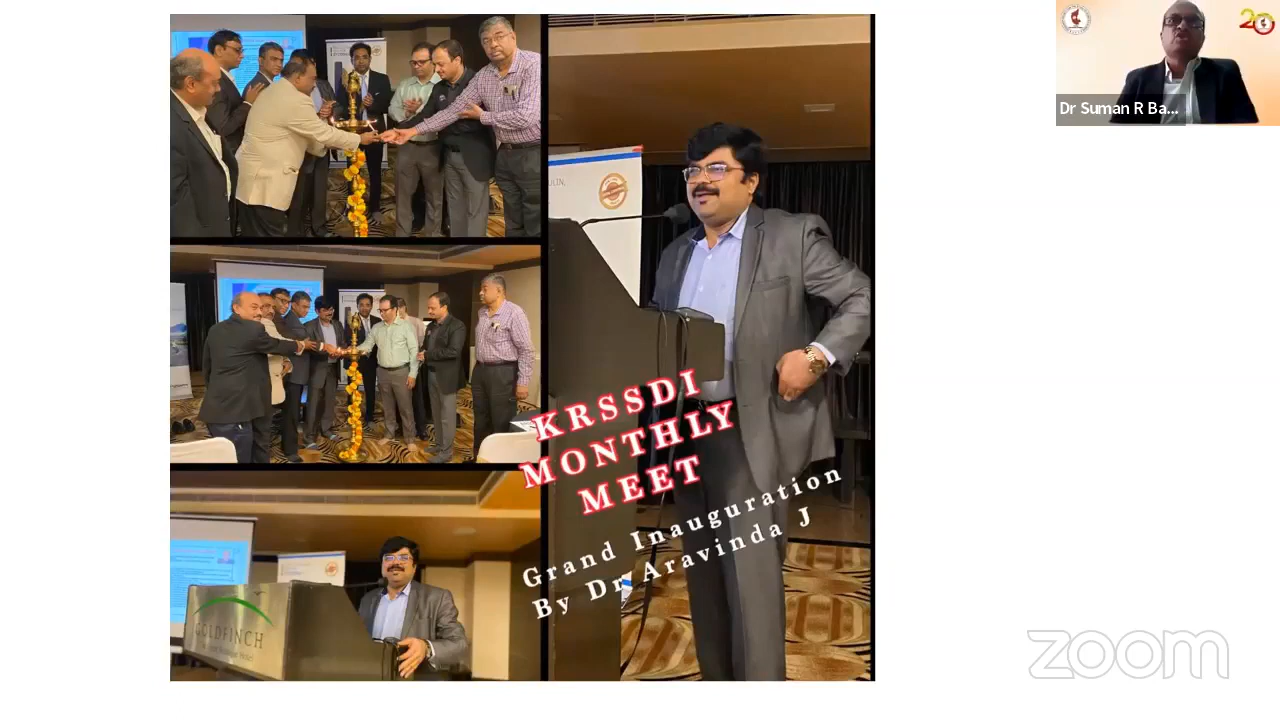 Dr Suman R Ba...
KRSSDI
MONTHLY
MEET
Grand Inauguration
By Dr Aravinda J
GOLDFINCH
zoom